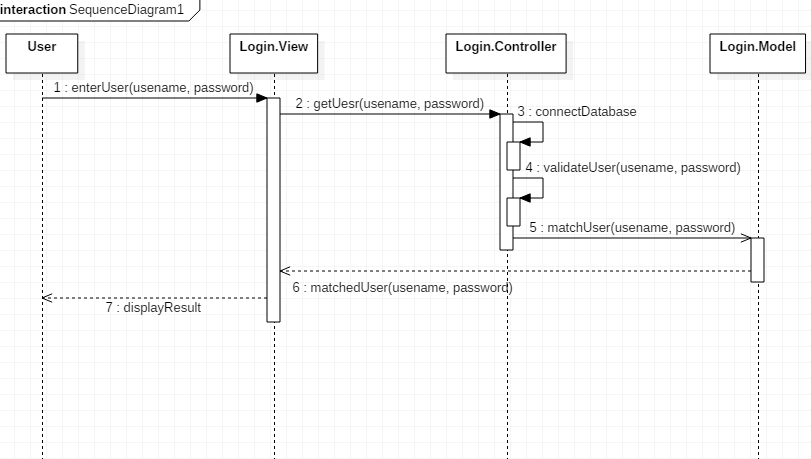 interaction SequenceDiagram1
User
Login.View
Login.Controller
Login.Model
1 : enterUser(usename, password)
2 : getUesr(usename, password)
3 : connectDatabase
4 : validateUser(usename, password)
5 : matchUser(usename, password)
6 : matchedUser(usename, password)
7 : displayResult